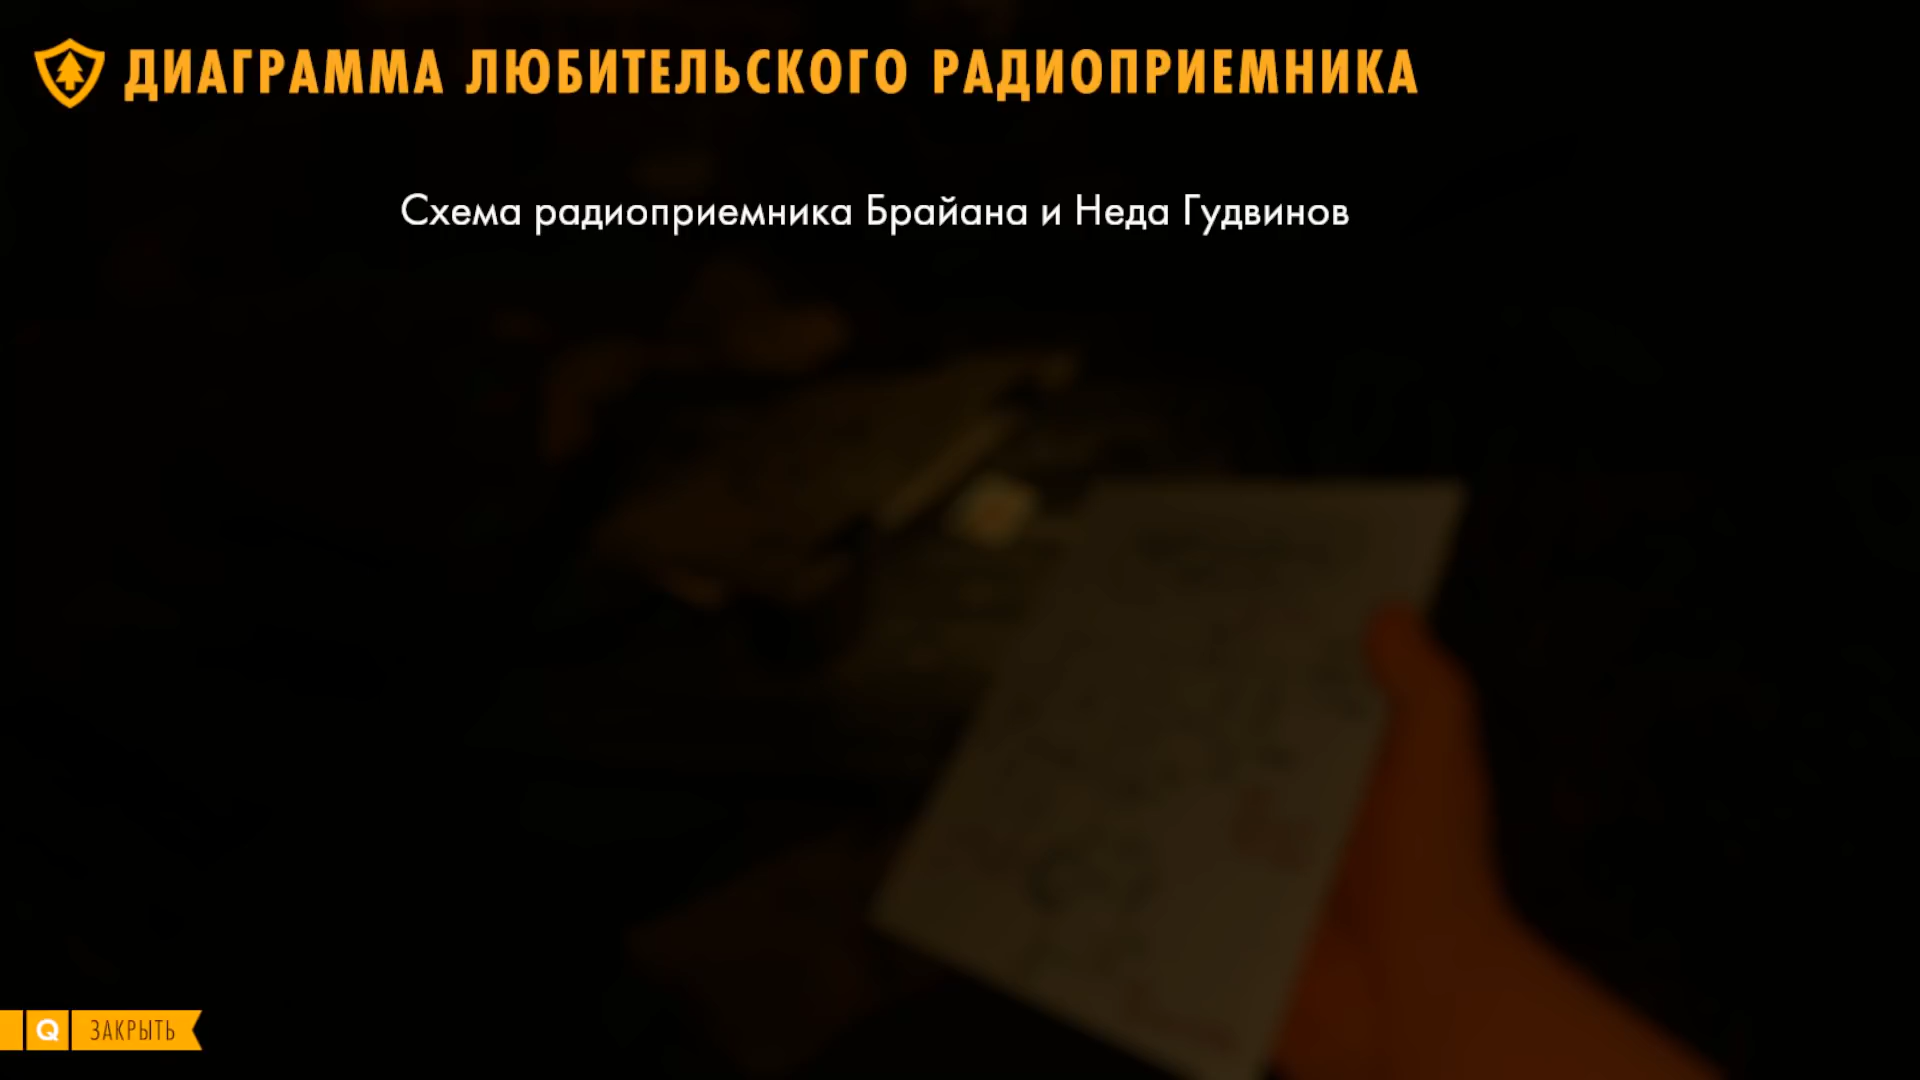 ДИАГРАММА ЛЮБИТЕЛЬСКОГО РАДИОПРИЕМНИКА
Схема радиоприемника Брайана и Неда Гудвинов
Q ЗАКРЫТЬ